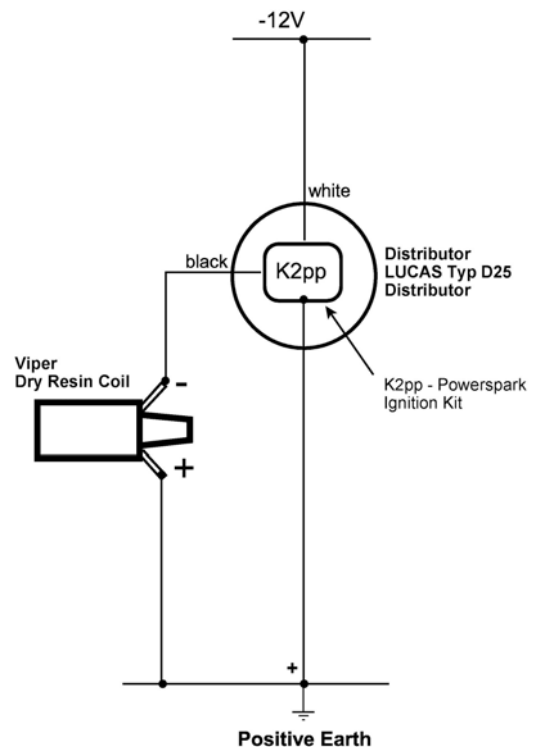 -12V
white
black
K2pp
Distributor
LUCAS Typ D25
Distributor
Viper
Dry Resin Coil
-
K2pp - Powerspark
Ignition Kit
+
+
Positive Earth